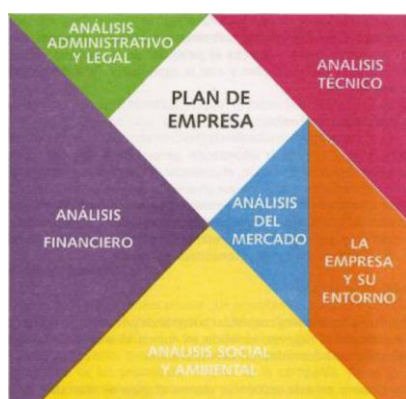 ANÁLISIS
ADMINISTRATIVO
Y LEGAL
ANALISIS
TÉCNICO
PLAN DE
EMPRESA
ANÁLISIS
FINANCIERO
ANÁLISIS
DEL
MERCADO
LA
EMPRESA
Y SU
ENTORNO
ANÁLISIS SOCIAL
Y AMBIENTAL